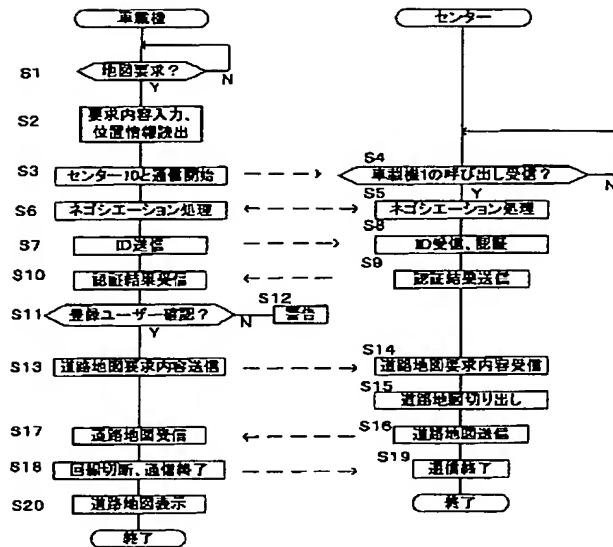 車載機
センター
S1
地図要求？
N
Y
S2
要求内容入力、
位置情報読出
S3
センター10と通信開始
S4
車載機1の呼び出し受信？
N
Y
S5
ネゴシエーション処理
S6
ネゴシエーション処理
S7
ID送信
S8
ID受信、認証
S9
認証結果送信
S10
認証結果受信
S11
登録ユーザー確認？
N
Y
S12
警告
S13
道路地図要求内容送信
S14
道路地図要求内容受信
S15
道路地図切り出し
S16
道路地図送信
S17
道路地図受信
S18
回線切断、通信終了
S19
通信終了
終了
S20
道路地図表示
終了